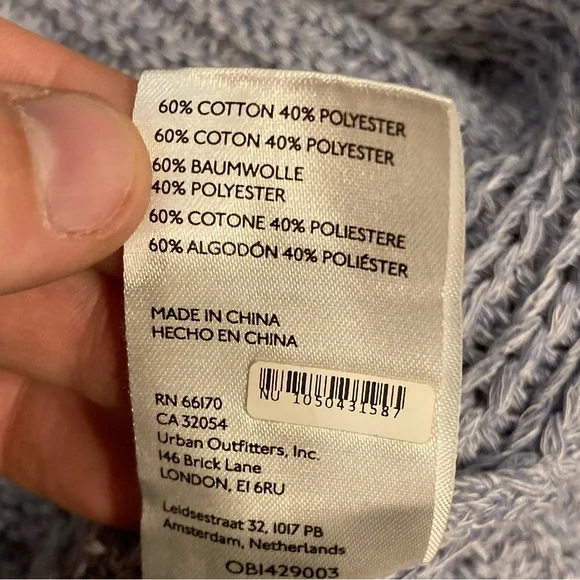 60% COTTON 40% POLYESTER
60% COTON 40% POLYESTER
60% BAUMWOLLE
40% POLYESTER
60% COTONE 40% POLIESTERE
60% ALGODÓN 40% POLIÉSTER
MADE IN CHINA
HECHO EN CHINA
NU 1050431587
RN 66170
CA 32054
Urban Outfitters, Inc.
146 Brick Lane
LONDON, E1 6RU
Leidsestraat 32, 1017 PB
Amsterdam, Netherlands
OB1429003